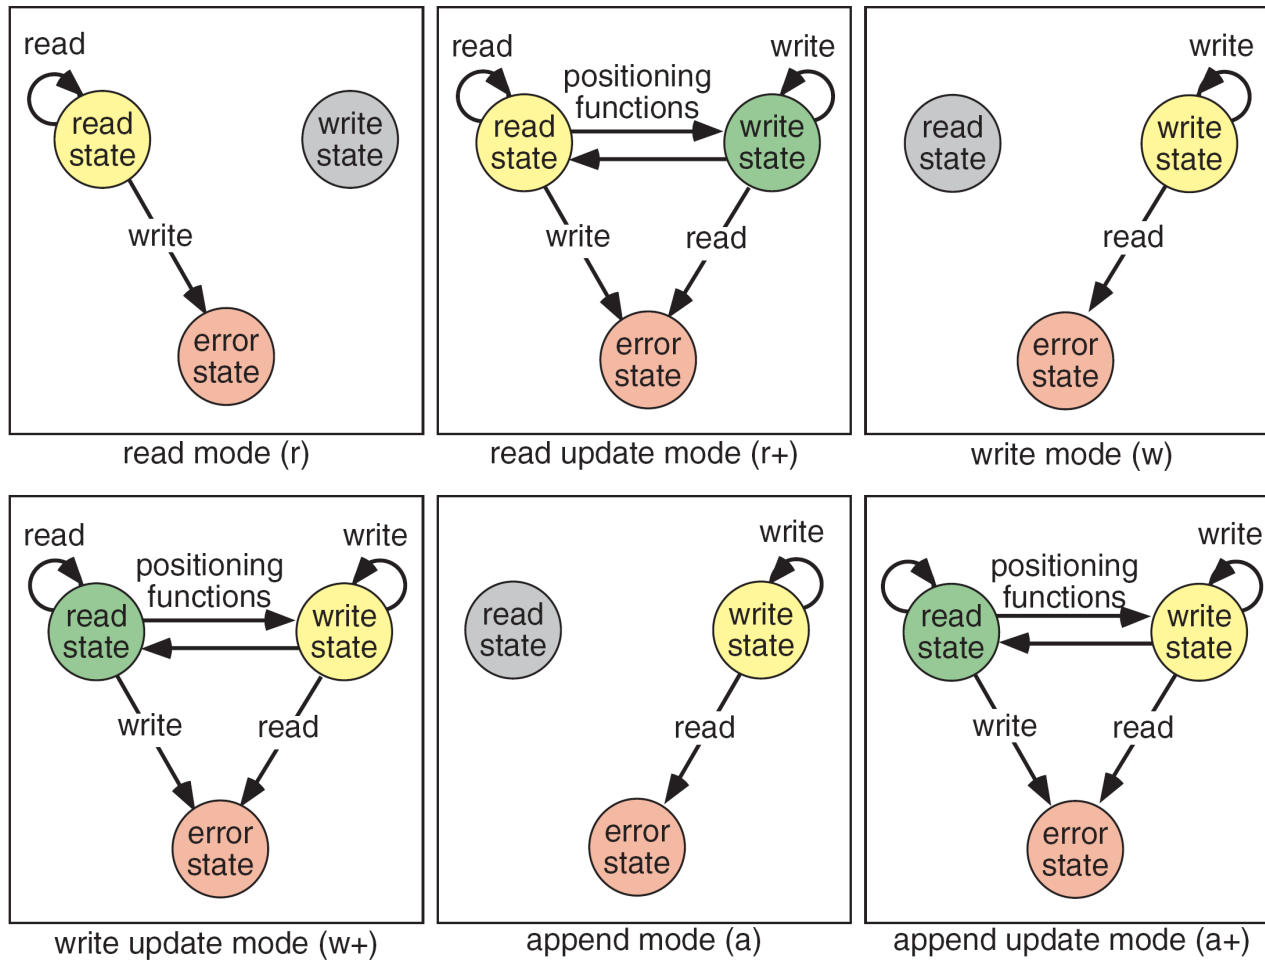 read
read
state
write
state
write
error
state
read mode (r)
read
positioning
functions
write
read
state
write
state
write
read
error
state
read update mode (r+)
write
read
state
write
state
read
error
state
write mode (w)
read
positioning
functions
write
read
state
write
state
write
read
error
state
write update mode (w+)
write
read
state
write
state
read
error
state
append mode (a)
positioning
functions
write
read
state
write
state
write
read
error
state
append update mode (a+)